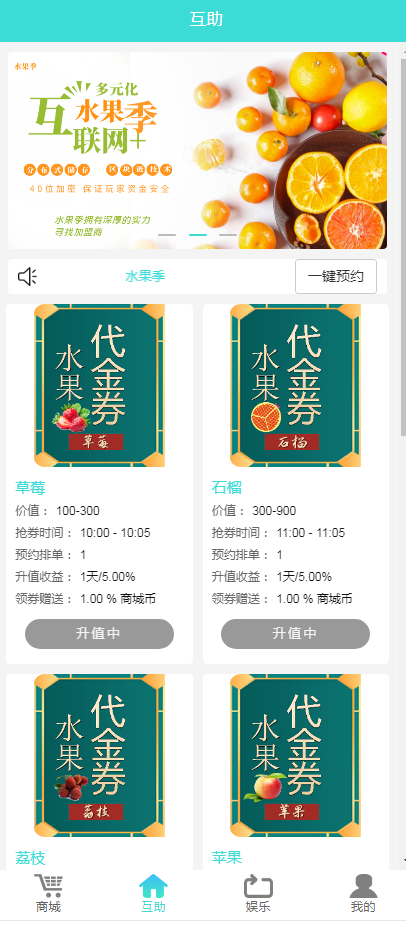 互助
水果季
多元化
互联网+
水果季
分布式储存 区块链技术
40位加密 保证玩家资金安全
水果季拥有深厚的实力
寻找加盟商
水果季
一键预约
水果
代金券
草莓
草莓
价值： 100-300
抢券时间： 10:00 - 10:05
预约排单： 1
升值收益： 1天/5.00%
领券赠送： 1.00 % 商城币
升值中
水果
代金券
石榴
石榴
价值： 300-900
抢券时间： 11:00 - 11:05
预约排单： 1
升值收益： 1天/5.00%
领券赠送： 1.00 % 商城币
升值中
水果
代金券
荔枝
荔枝
水果
代金券
苹果
苹果
商城
互助
娱乐
我的